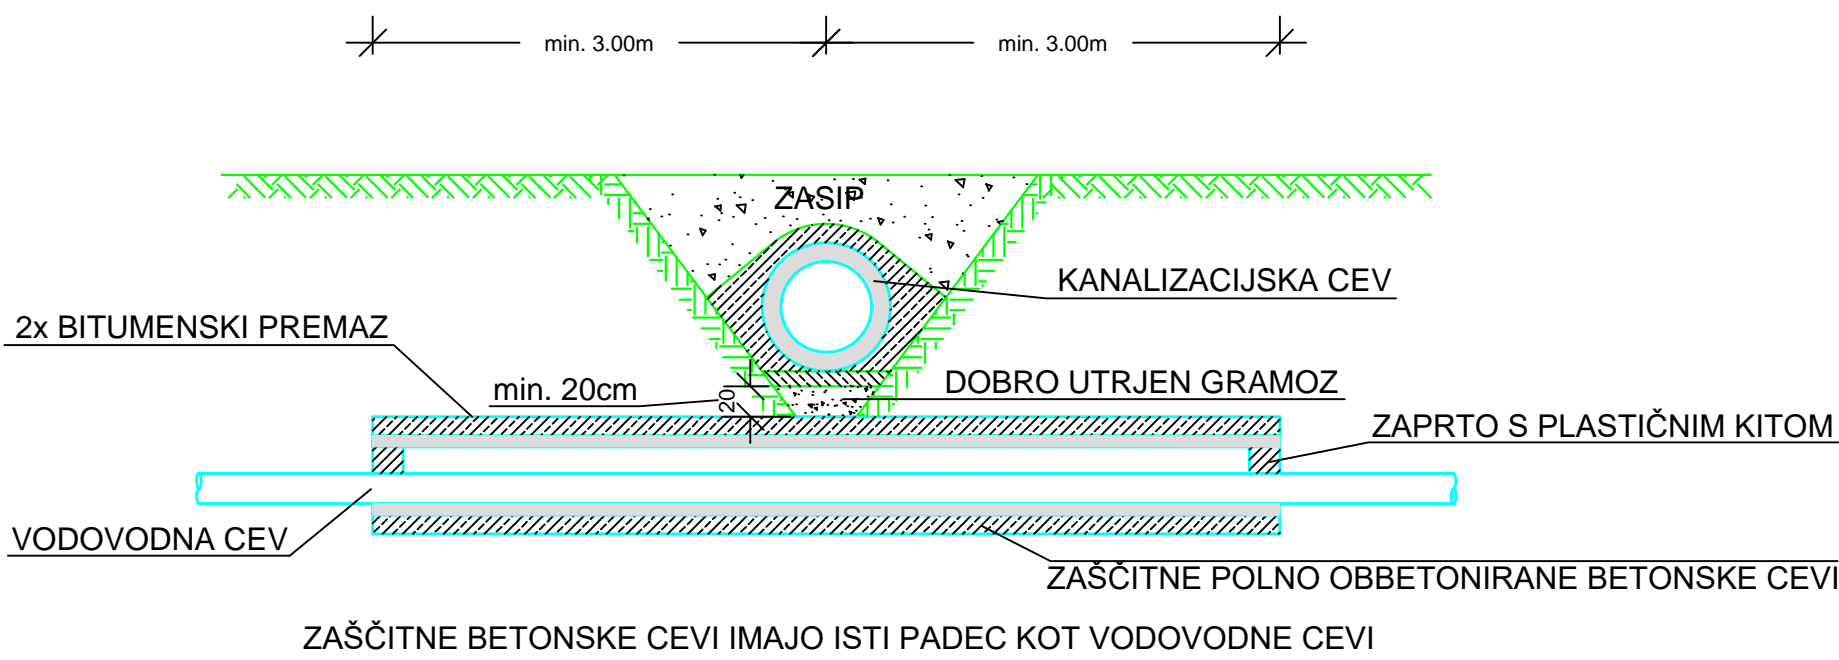 min. 3.00m
min. 3.00m
ZASIP
KANALIZACIJSKA CEV
2x BITUMENSKI PREMAZ
min. 20cm
20
DOBRO UTRJEN GRAMOZ
ZAPRTO S PLASTIČNIM KITOM
VODOVODNA CEV
ZAŠČITNE POLNO OBBETONIRANE BETONSKE CEVI
ZAŠČITNE BETONSKE CEVI IMAJO ISTI PADEC KOT VODOVODNE CEVI